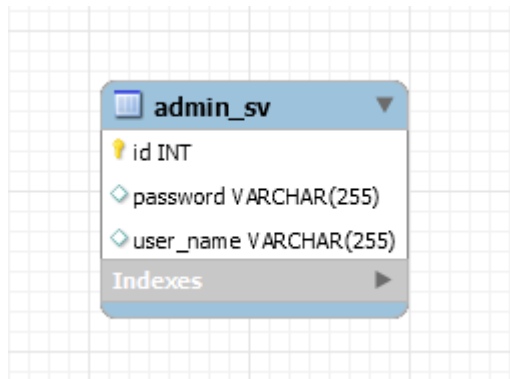 admin_sv
id INT
password VARCHAR(255)
user_name VARCHAR(255)
Indexes